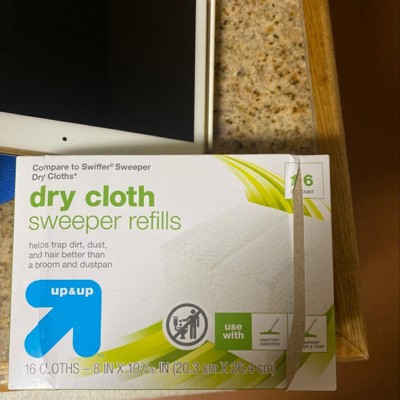 Compare to Swiffer® Sweeper
Dry Cloths*
dry cloth
sweeper refills
helps trap dirt, dust,
and hair better than
a broom and dustpan
up&up
use
with
16 CLOTHS – 8 IN X